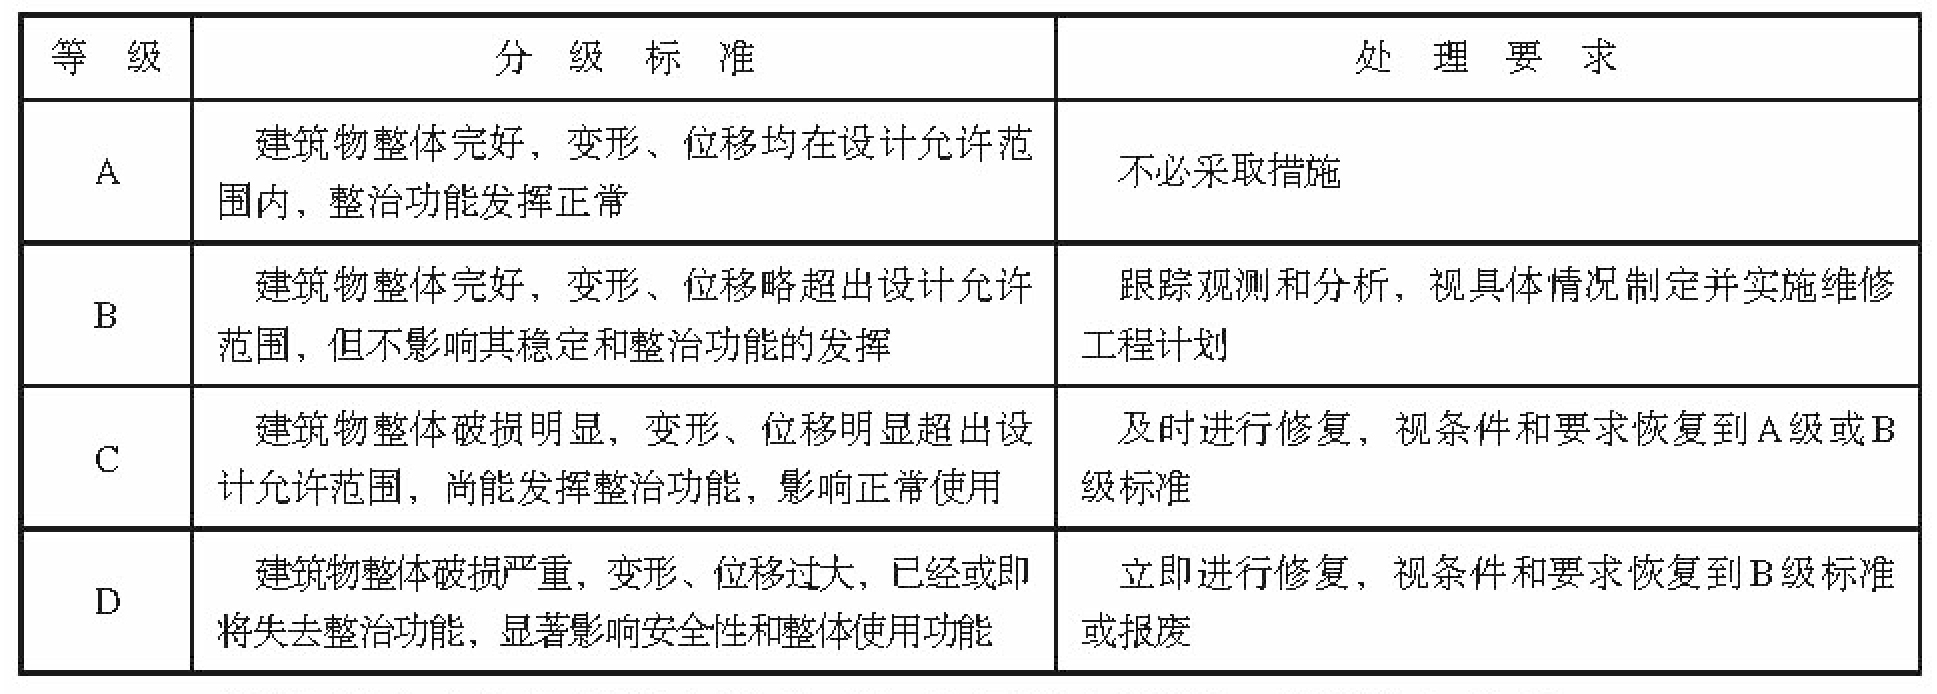 等 级 分 级 标 准 处 理 要 求
A
建筑物整体完好，变形、位移均在设计允许范
围内，整治功能发挥正常
不必采取措施
B
建筑物整体完好，变形、位移略超出设计允许
范围，但不影响其稳定和整治功能的发挥
跟踪观测和分析，视具体情况制定并实施维修
工程计划
C
建筑物整体破损明显，变形、位移明显超出设
计允许范围，尚能发挥整治功能，影响正常使用
及时进行修复，视条件和要求恢复到A级或B
级标准
D
建筑物整体破损严重，变形、位移过大，已经或即
将失去整治功能，显著影响安全性和整体使用功能
立即进行修复，视条件和要求恢复到B级标准
或报废